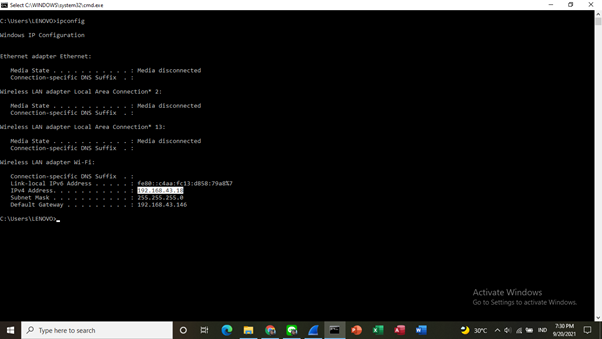 Select C:\WINDOWS\system32\cmd.exe
C:\Users\LENOVO>ipconfig
Windows IP Configuration
Ethernet adapter Ethernet:
Media State . . . . . . . . . . . : Media disconnected
Connection-specific DNS Suffix . :
Wireless LAN adapter Local Area Connection* 2:
Media State . . . . . . . . . . . : Media disconnected
Connection-specific DNS Suffix . :
Wireless LAN adapter Local Area Connection* 13:
Media State . . . . . . . . . . . : Media disconnected
Connection-specific DNS Suffix . :
Wireless LAN adapter Wi-Fi:
Connection-specific DNS Suffix . :
Link-local IPv6 Address . . . . . : fe80::c4aa:fc13:d858:79a8%7
IPv4 Address. . . . . . . . . . . : 192.168.43.18
Subnet Mask . . . . . . . . . . . : 255.255.255.0
Default Gateway . . . . . . . . . : 192.168.43.146
C:\Users\LENOVO>
Activate Windows
Go to Settings to activate Windows.
Type here to search
30°C
IND
7:30 PM
9/20/2021